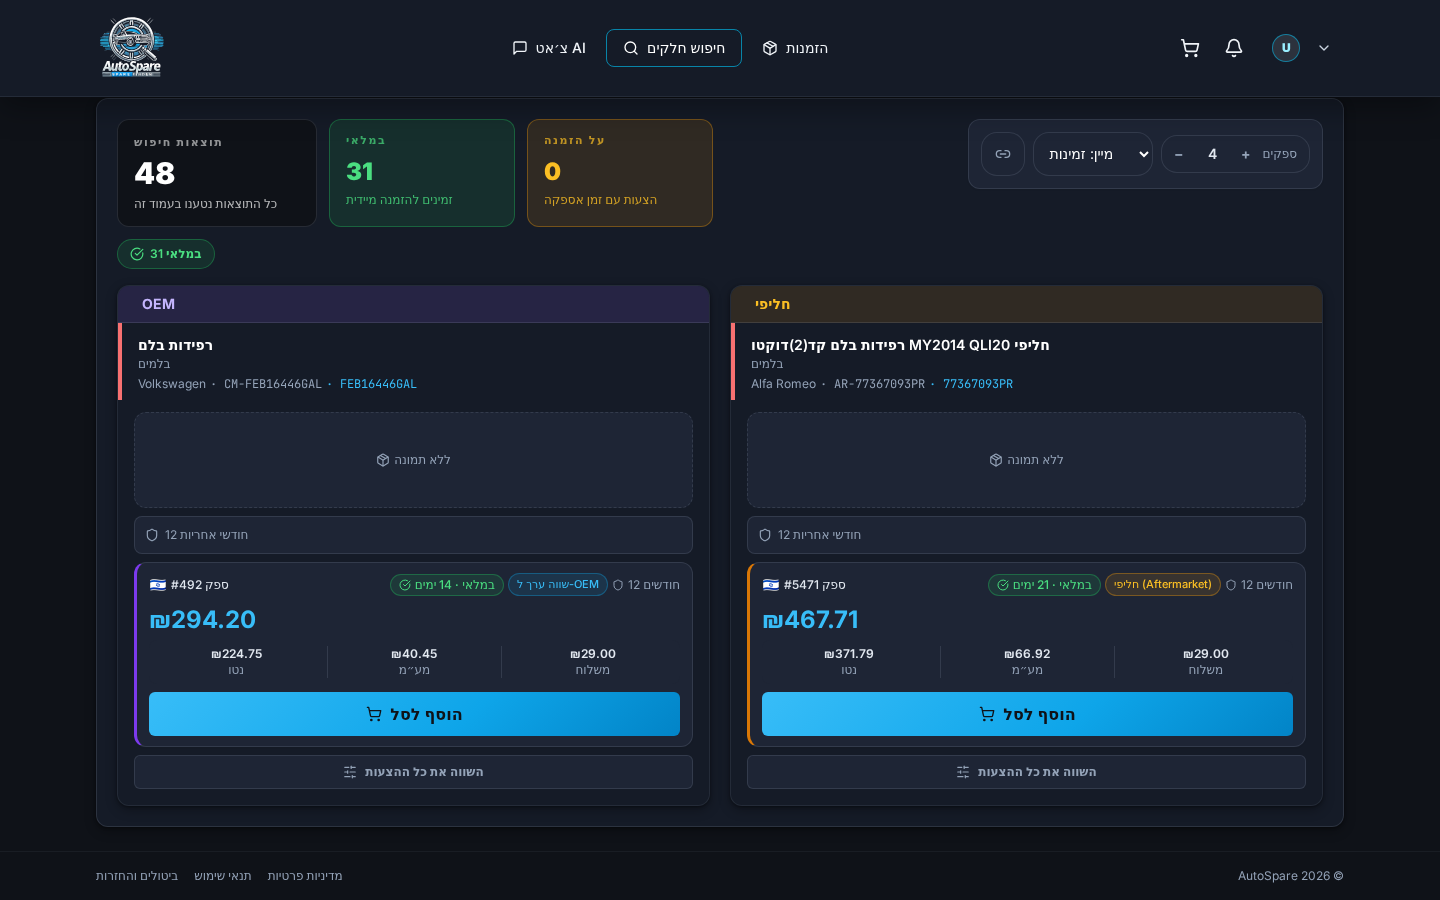 AutoSpare
צ׳אט AI
חיפוש חלקים
הזמנות
U
תוצאות חיפוש
48
כל התוצאות נטענו בעמוד זה
במלאי
31
זמינים להזמנה מיידית
על הזמנה
0
הצעות עם זמן אספקה
מיין: זמינות
− 4 + ספקים
31 במלאי
OEM
רפידות בלם
בלמים
Volkswagen · CM-FEB16446GAL · FEB16446GAL
ללא תמונה
12 חודשי אחריות
ספק #492
במלאי · 14 ימים
שווה ערך ל-OEM
12 חודשים
₪294.20
₪224.75
נטו
₪40.45
מע״מ
₪29.00
משלוח
הוסף לסל
השווה את כל ההצעות
חליפי
חליפי MY2014 QLI20 רפידות בלם קד(2)דוקטו
בלמים
Alfa Romeo · AR-77367093PR · 77367093PR
ללא תמונה
12 חודשי אחריות
ספק #5471
במלאי · 21 ימים
חליפי (Aftermarket)
12 חודשים
₪467.71
₪371.79
נטו
₪66.92
מע״מ
₪29.00
משלוח
הוסף לסל
השווה את כל ההצעות
ביטולים והחזרות
תנאי שימוש
מדיניות פרטיות
AutoSpare 2026 ©